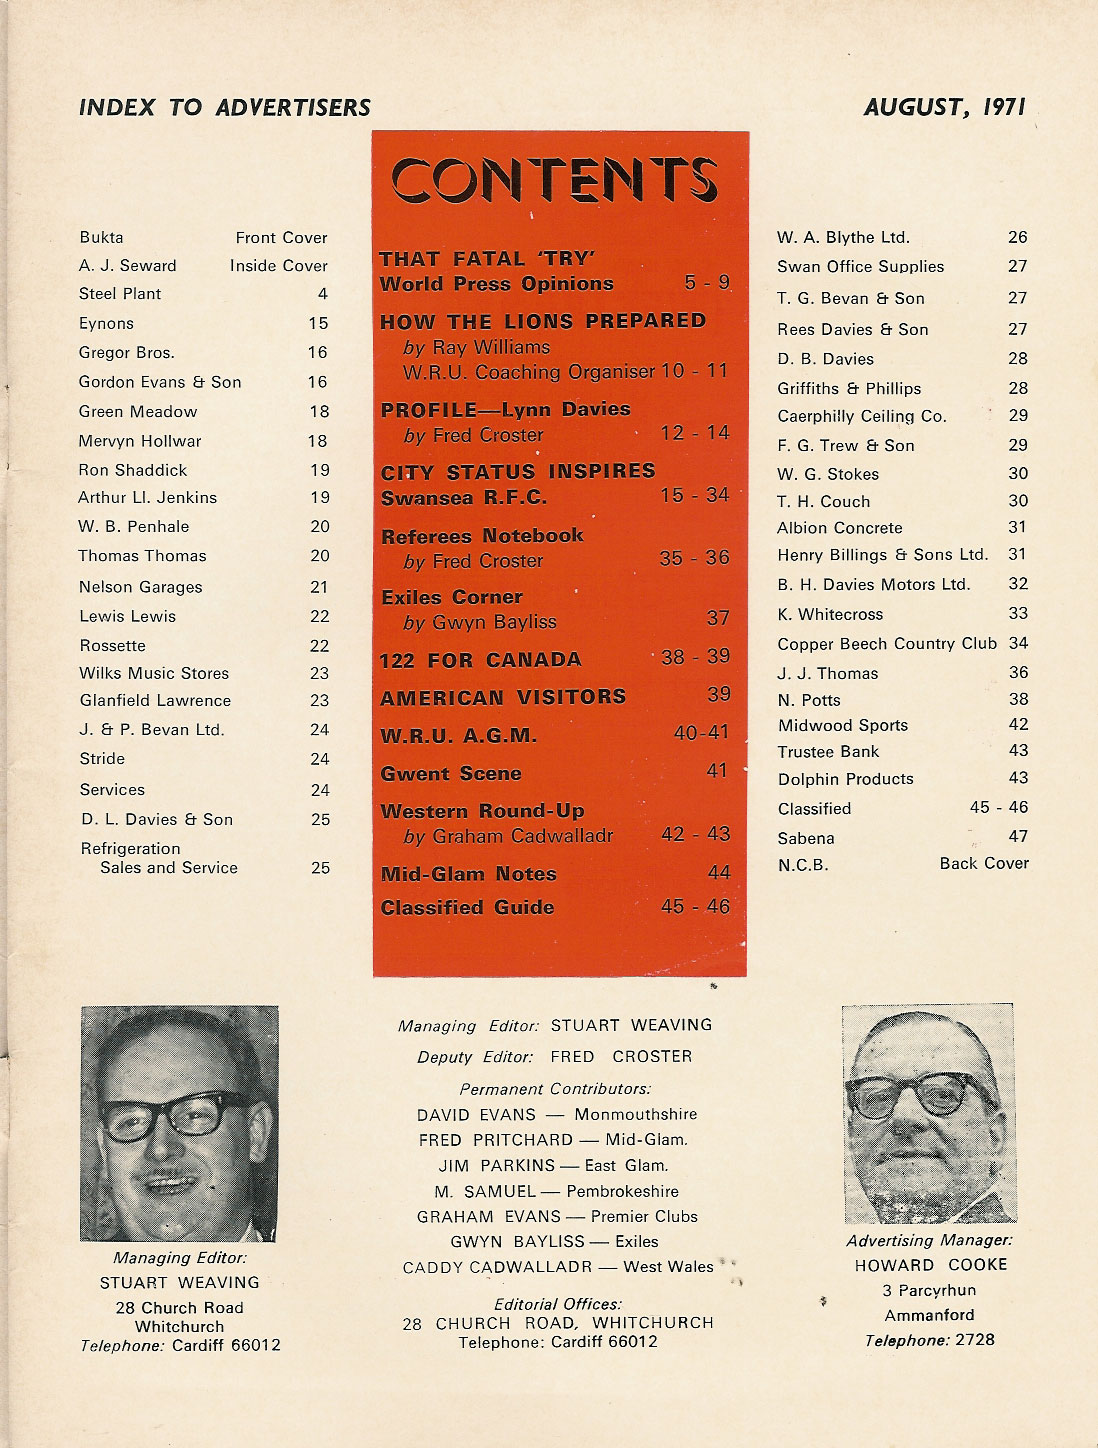 INDEX TO ADVERTISERS
AUGUST, 1971
Bukta Front Cover
A. J. Seward Inside Cover
Steel Plant 4
Eynons 15
Gregor Bros. 16
Gordon Evans & Son 16
Green Meadow 18
Mervyn Hollwar 18
Ron Shaddick 19
Arthur Ll. Jenkins 19
W. B. Penhale 20
Thomas Thomas 20
Nelson Garages 21
Lewis Lewis 22
Rossette 22
Wilks Music Stores 23
Glanfield Lawrence 23
J. & P. Bevan Ltd. 24
Stride 24
Services 24
D. L. Davies & Son 25
Refrigeration
Sales and Service 25
CONTENTS
THAT FATAL ‘TRY’
World Press Opinions 5 - 9
HOW THE LIONS PREPARED
by Ray Williams
W.R.U. Coaching Organiser 10 - 11
PROFILE—Lynn Davies
by Fred Croster 12 - 14
CITY STATUS INSPIRES
Swansea R.F.C. 15 - 34
Referees Notebook
by Fred Croster 35 - 36
Exiles Corner
by Gwyn Bayliss 37
122 FOR CANADA 38 - 39
AMERICAN VISITORS 39
W.R.U. A.G.M. 40-41
Gwent Scene 41
Western Round-Up
by Graham Cadwalladr 42 - 43
Mid-Glam Notes 44
Classified Guide 45 - 46
W. A. Blythe Ltd. 26
Swan Office Supplies 27
T. G. Bevan & Son 27
Rees Davies & Son 27
D. B. Davies 28
Griffiths & Phillips 28
Caerphilly Ceiling Co. 29
F. G. Trew & Son 29
W. G. Stokes 30
T. H. Couch 30
Albion Concrete 31
Henry Billings & Sons Ltd. 31
B. H. Davies Motors Ltd. 32
K. Whitecross 33
Copper Beech Country Club 34
J. J. Thomas 36
N. Potts 38
Midwood Sports 42
Trustee Bank 43
Dolphin Products 43
Classified 45 - 46
Sabena 47
N.C.B. Back Cover
Managing Editor:
STUART WEAVING
28 Church Road
Whitchurch
Telephone: Cardiff 66012
Managing Editor: STUART WEAVING
Deputy Editor: FRED CROSTER
Permanent Contributors:
DAVID EVANS — Monmouthshire
FRED PRITCHARD — Mid-Glam.
JIM PARKINS — East Glam.
M. SAMUEL — Pembrokeshire
GRAHAM EVANS — Premier Clubs
GWYN BAYLISS — Exiles
CADDY CADWALLADR — West Wales
Editorial Offices:
28 CHURCH ROAD, WHITCHURCH
Telephone: Cardiff 66012
Advertising Manager:
HOWARD COOKE
3 Parcyrhun
Ammanford
Telephone: 2728